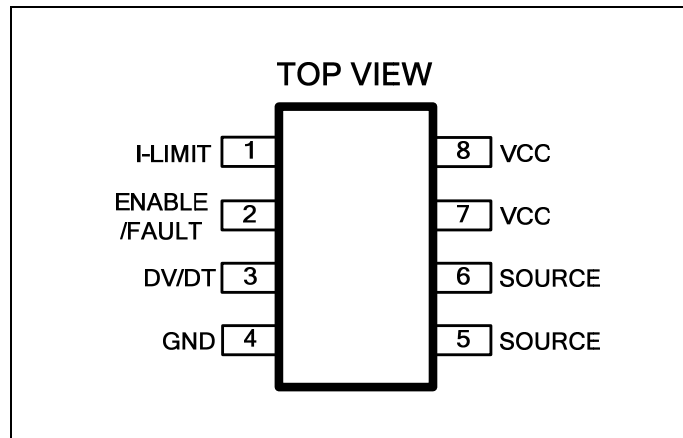 TOP VIEW
I-LIMIT 1 8 VCC
ENABLE
/FAULT 2 7 VCC
DV/DT 3 6 SOURCE
GND 4 5 SOURCE